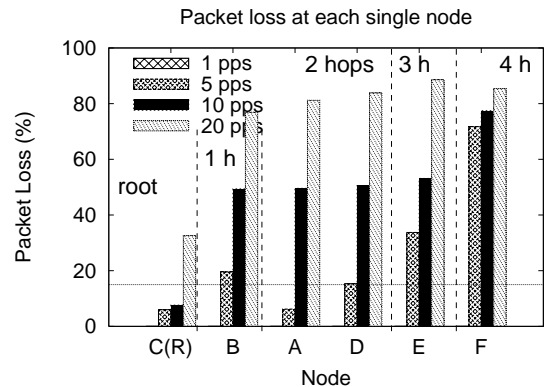 Packet loss at each single node
100
80
60
40
20
0
Packet Loss (%)
1 pps
5 pps
10 pps
20 pps
root
1 h
2 hops
3 h
4 h
C(R) B A D E F
Node